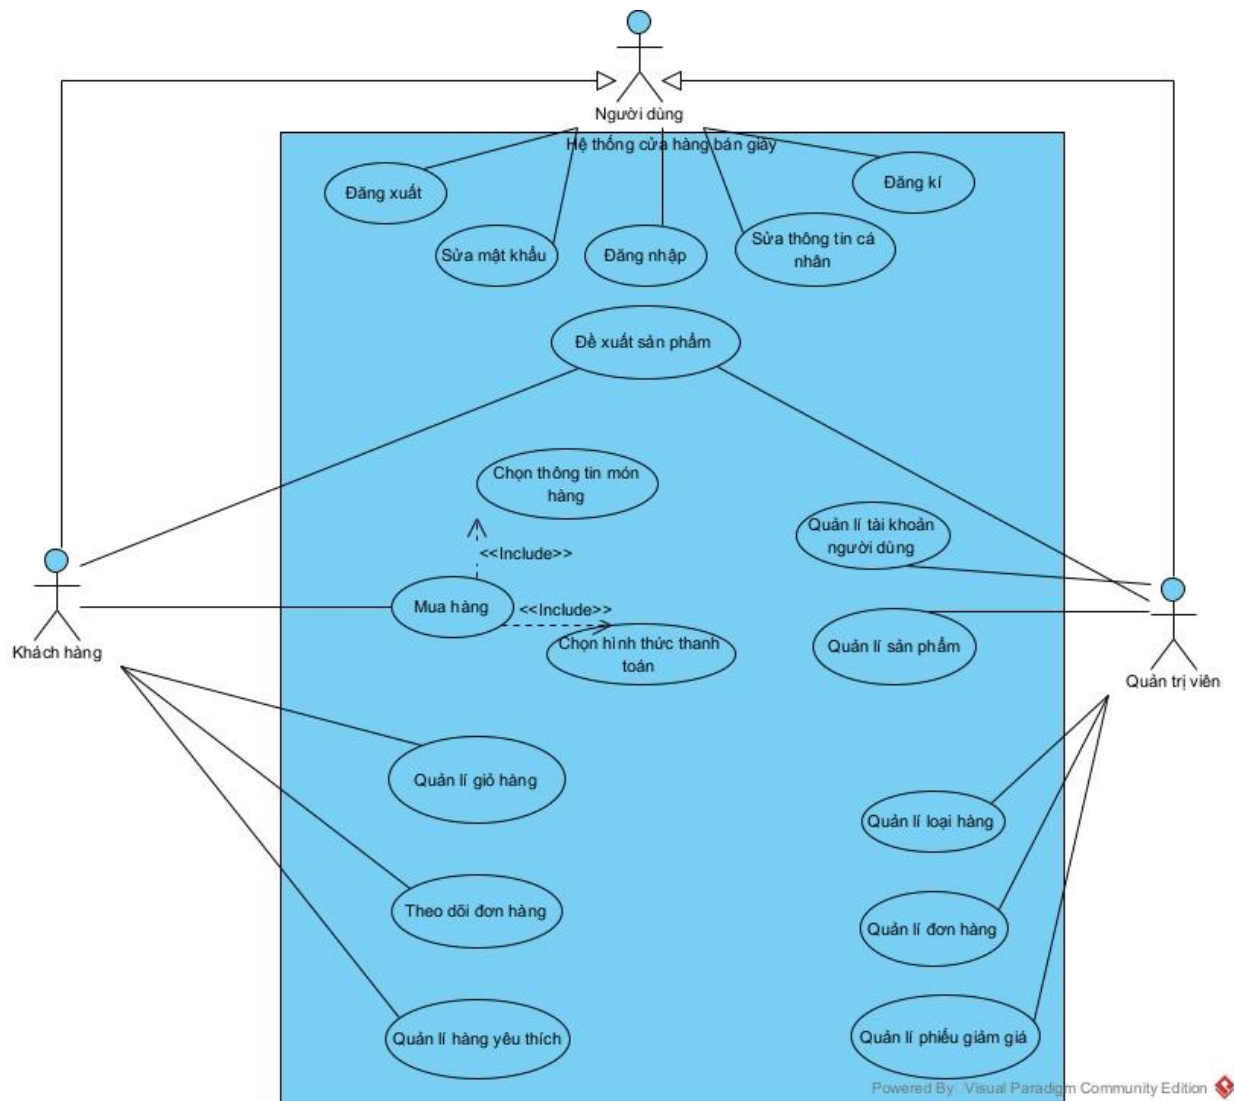 Người dùng
Hệ thống cửa hàng bán giày
Đăng xuất
Đăng kí
Sửa mật khẩu
Đăng nhập
Sửa thông tin cá
nhân
Đề xuất sản phẩm
Chọn thông tin món
hàng
Quản lí tài khoản
người dùng
<<Include>>
Mua hàng
<<Include>>
Chọn hình thức thanh
toán
Quản lí sản phẩm
Khách hàng
Quản trị viên
Quản lí giỏ hàng
Quản lí loại hàng
Theo dõi đơn hàng
Quản lí đơn hàng
Quản lí hàng yêu thích
Quản lí phiếu giảm giá
Powered By Visual Paradigm Community Edition